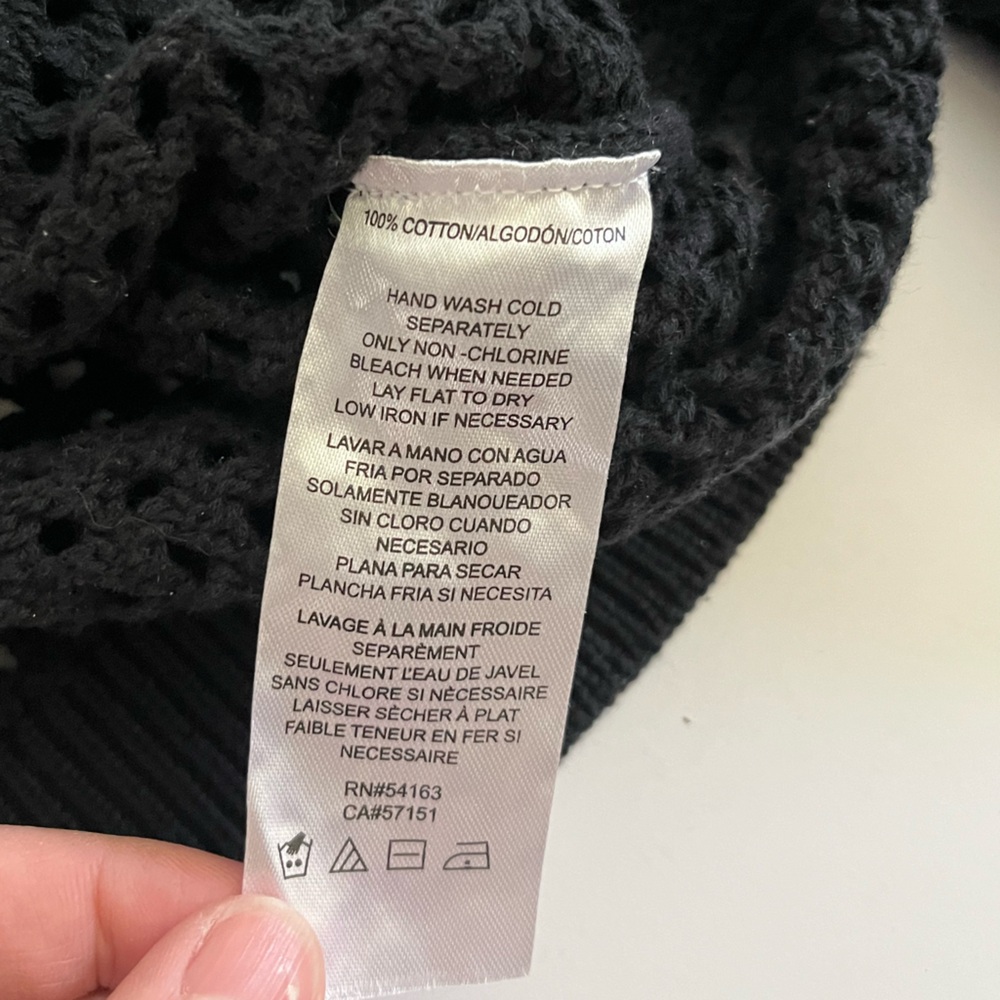 100% COTTON/ALGODÓN/COTON
HAND WASH COLD
SEPARATELY
ONLY NON -CHLORINE
BLEACH WHEN NEEDED
LAY FLAT TO DRY
LOW IRON IF NECESSARY
LAVAR A MANO CON AGUA
FRIA POR SEPARADO
SOLAMENTE BLANQUEADOR
SIN CLORO CUANDO
NECESARIO
PLANA PARA SECAR
PLANCHA FRIA SI NECESITA
LAVAGE À LA MAIN FROIDE
SEPARÈMENT
SEULEMENT L'EAU DE JAVEL
SANS CHLORE SI NÈCESSAIRE
LAISSER SÈCHER À PLAT
FAIBLE TENEUR EN FER SI
NECESSAIRE
RN#54163
CA#57151